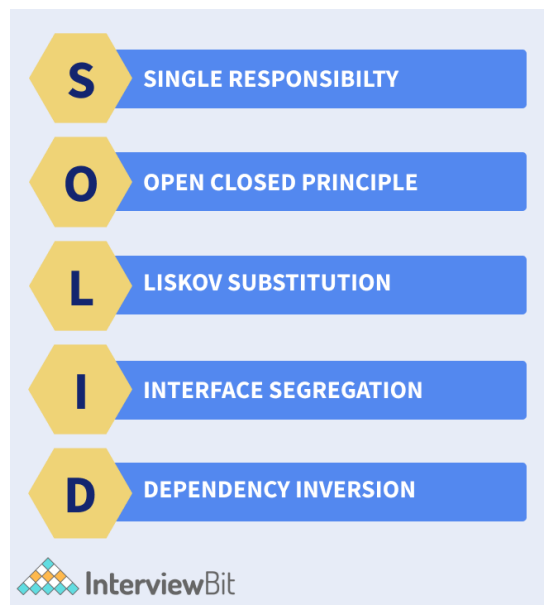 S
SINGLE RESPONSIBILTY
O
OPEN CLOSED PRINCIPLE
L
LISKOV SUBSTITUTION
I
INTERFACE SEGREGATION
D
DEPENDENCY INVERSION
InterviewBit